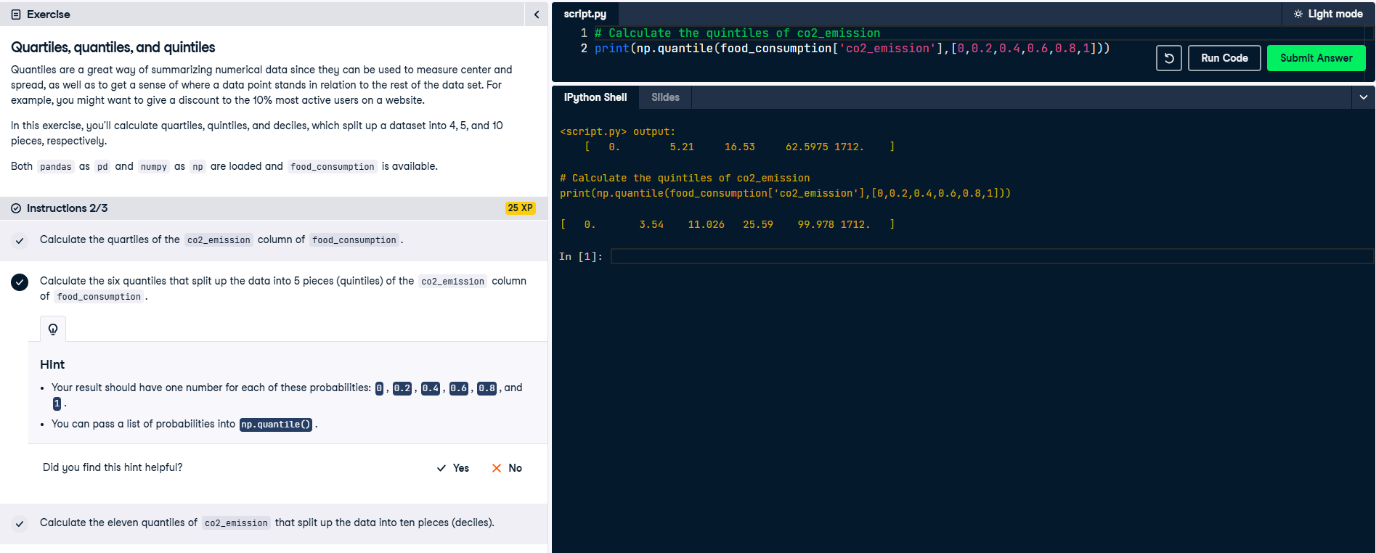 Exercise
Quartiles, quantiles, and quintiles
Quantiles are a great way of summarizing numerical data since they can be used to measure center and
spread, as well as to get a sense of where a data point stands in relation to the rest of the data set. For
example, you might want to give a discount to the 10% most active users on a website.
In this exercise, you'll calculate quartiles, quintiles, and deciles, which split up a dataset into 4, 5, and 10
pieces, respectively.
Both pandas as pd and numpy as np are loaded and food_consumption is available.
Instructions 2/3
25 XP
Calculate the quartiles of the co2_emission column of food_consumption .
Calculate the six quantiles that split up the data into 5 pieces (quintiles) of the co2_emission column
of food_consumption .
Hint
• Your result should have one number for each of these probabilities: 0 , 0.2 , 0.4 , 0.6 , 0.8 , and
1 .
• You can pass a list of probabilities into np.quantile() .
Did you find this hint helpful?
Yes
No
Calculate the eleven quantiles of co2_emission that split up the data into ten pieces (deciles).
script.py
Light mode
1 # Calculate the quintiles of co2_emission
2 print(np.quantile(food_consumption['co2_emission'],[0,0.2,0.4,0.6,0.8,1]))
Run Code
Submit Answer
IPython Shell
Slides
<script.py> output:
[   0.        5.21     16.53     62.5975 1712.    ]
# Calculate the quintiles of co2_emission
print(np.quantile(food_consumption['co2_emission'],[0,0.2,0.4,0.6,0.8,1]))
[   0.       3.54    11.026   25.59    99.978 1712.   ]
In [1]: